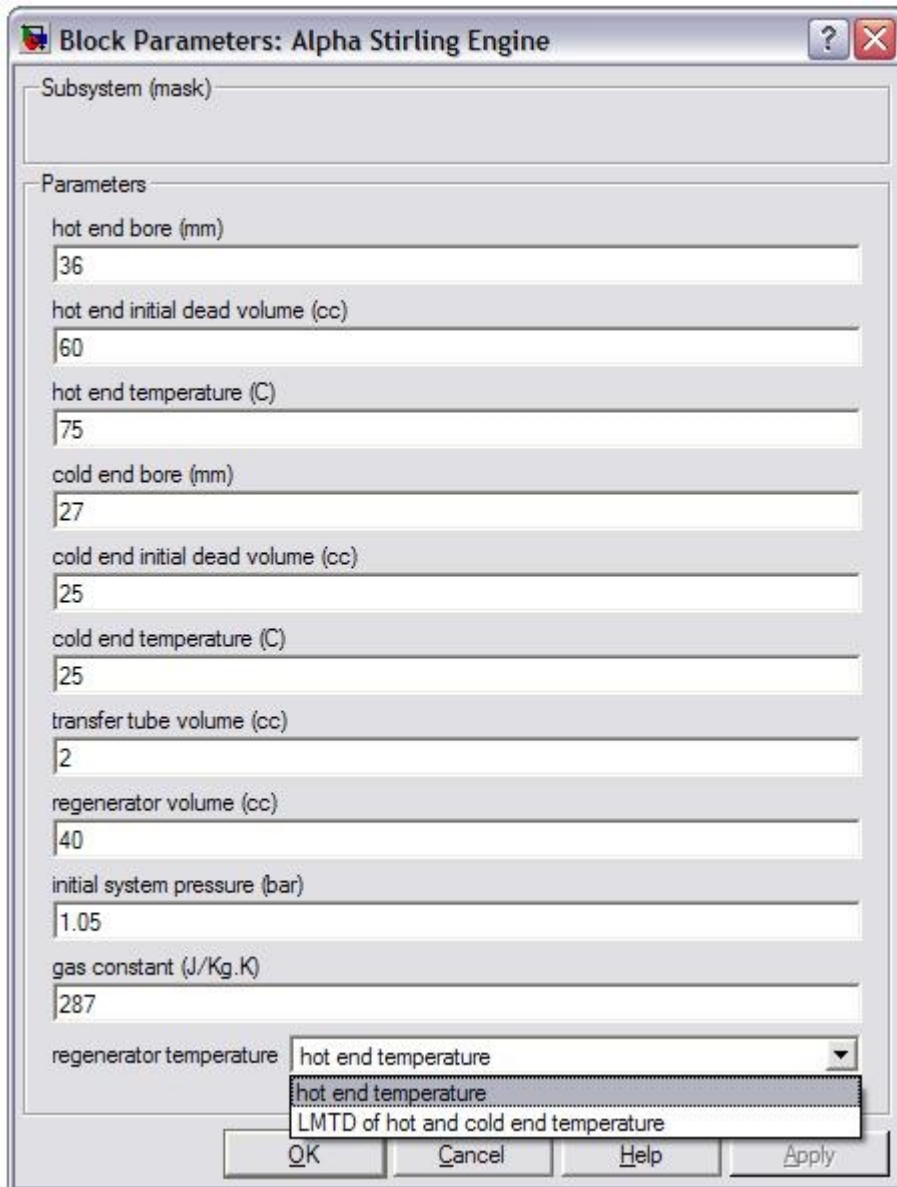 Block Parameters: Alpha Stirling Engine
Subsystem (mask)
Parameters
hot end bore (mm)
36
hot end initial dead volume (cc)
60
hot end temperature (C)
75
cold end bore (mm)
27
cold end initial dead volume (cc)
25
cold end temperature (C)
25
transfer tube volume (cc)
2
regenerator volume (cc)
40
initial system pressure (bar)
1.05
gas constant (J/Kg.K)
287
regenerator temperature hot end temperature
hot end temperature
LMTD of hot and cold end temperature
OK Cancel Help Apply